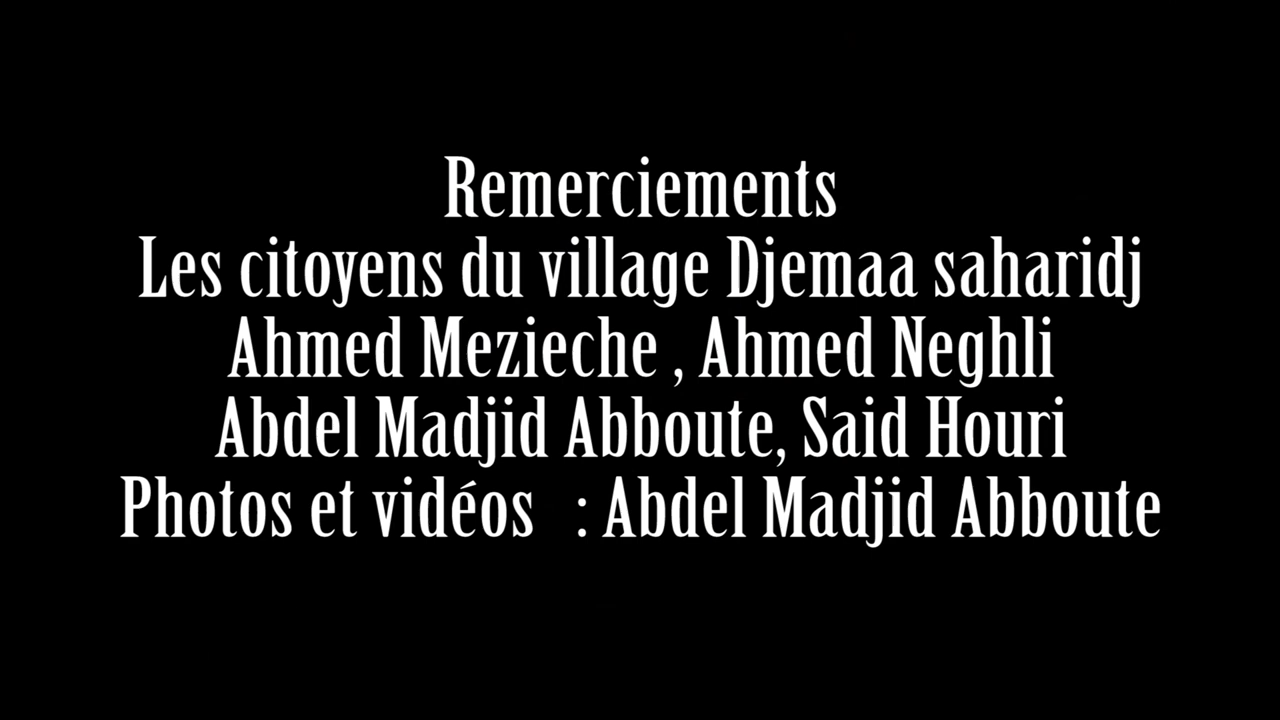 Remerciements
Les citoyens du village Djemaa saharidj
Ahmed Mezieche , Ahmed Neghli
Abdel Madjid Abboute, Said Houri
Photos et vidéos : Abdel Madjid Abboute